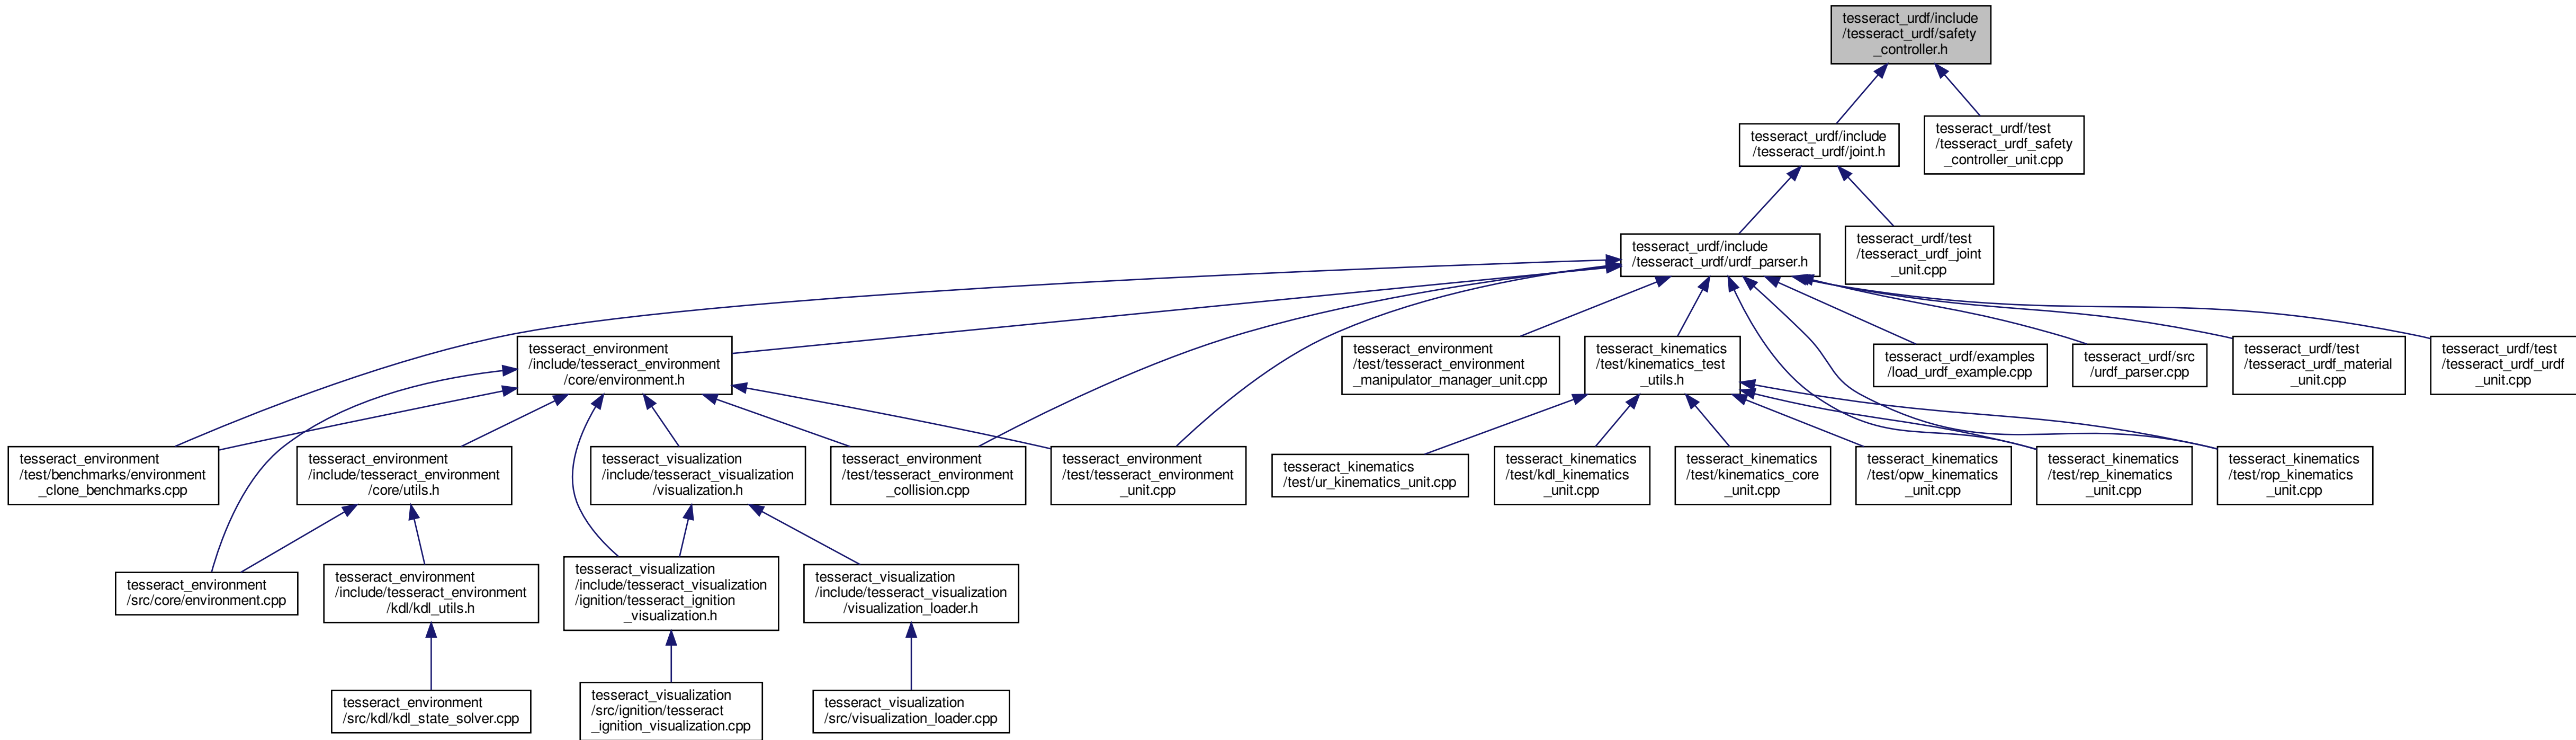 tesseract_urdf/include
/tesseract_urdf/safety
_controller.h
tesseract_urdf/include
/tesseract_urdf/joint.h
tesseract_urdf/test
/tesseract_urdf_safety
_controller_unit.cpp
tesseract_urdf/include
/tesseract_urdf/urdf_parser.h
tesseract_urdf/test
/tesseract_urdf_joint
_unit.cpp
tesseract_environment
/include/tesseract_environment
/core/environment.h
tesseract_environment
/test/tesseract_environment
_manipulator_manager_unit.cpp
tesseract_kinematics
/test/kinematics_test
_utils.h
tesseract_urdf/examples
/load_urdf_example.cpp
tesseract_urdf/src
/urdf_parser.cpp
tesseract_urdf/test
/tesseract_urdf_material
_unit.cpp
tesseract_urdf/test
/tesseract_urdf_urdf
_unit.cpp
tesseract_environment
/test/benchmarks/environment
_clone_benchmarks.cpp
tesseract_environment
/include/tesseract_environment
/core/utils.h
tesseract_visualization
/include/tesseract_visualization
/visualization.h
tesseract_environment
/test/tesseract_environment
_collision.cpp
tesseract_environment
/test/tesseract_environment
_unit.cpp
tesseract_kinematics
/test/ur_kinematics_unit.cpp
tesseract_kinematics
/test/kdl_kinematics
_unit.cpp
tesseract_kinematics
/test/kinematics_core
_unit.cpp
tesseract_kinematics
/test/opw_kinematics
_unit.cpp
tesseract_kinematics
/test/rep_kinematics
_unit.cpp
tesseract_kinematics
/test/rop_kinematics
_unit.cpp
tesseract_environment
/src/core/environment.cpp
tesseract_environment
/include/tesseract_environment
/kdl/kdl_utils.h
tesseract_visualization
/include/tesseract_visualization
/ignition/tesseract_ignition
_visualization.h
tesseract_visualization
/include/tesseract_visualization
/visualization_loader.h
tesseract_environment
/src/kdl/kdl_state_solver.cpp
tesseract_visualization
/src/ignition/tesseract
_ignition_visualization.cpp
tesseract_visualization
/src/visualization_loader.cpp